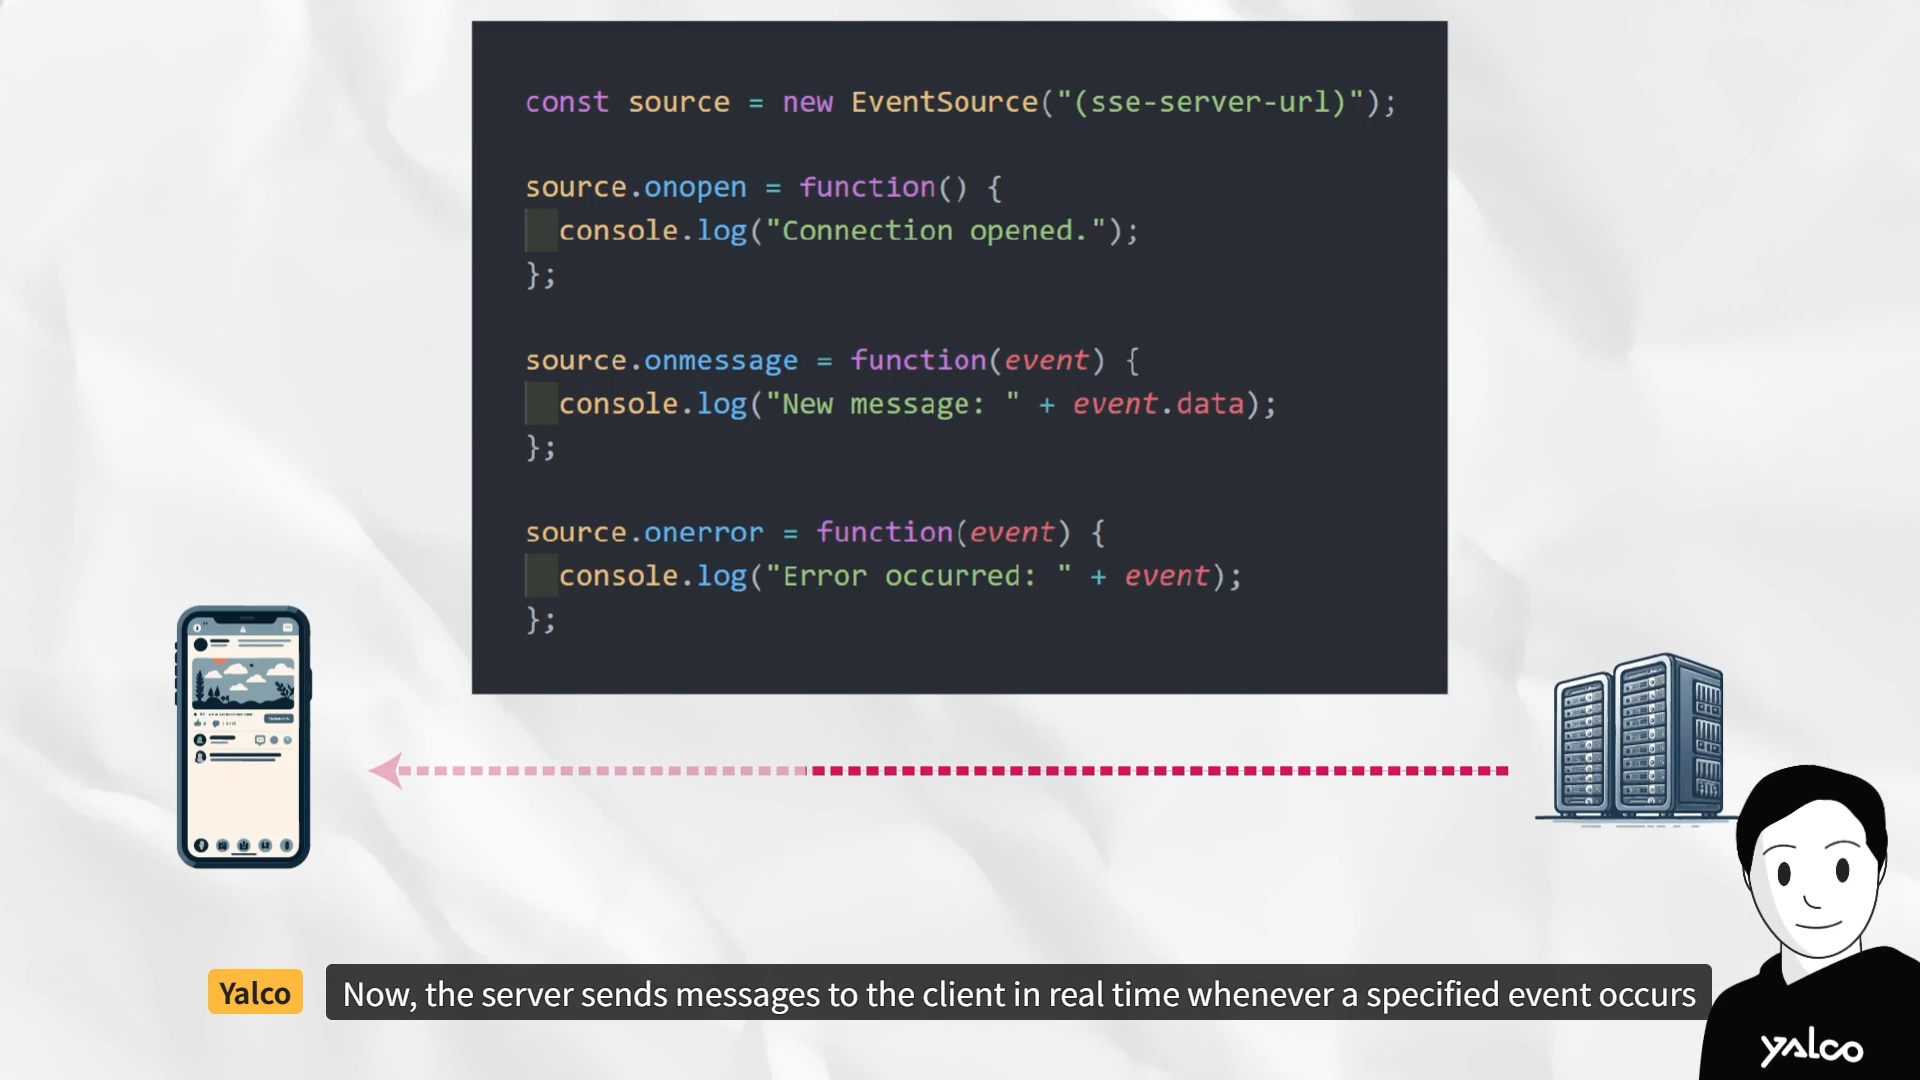 const source = new EventSource("(sse-server-url)");
source.onopen = function() {
  console.log("Connection opened.");
};
source.onmessage = function(event) {
  console.log("New message: " + event.data);
};
source.onerror = function(event) {
  console.log("Error occurred: " + event);
};
Yalco Now, the server sends messages to the client in real time whenever a specified event occurs
yalco